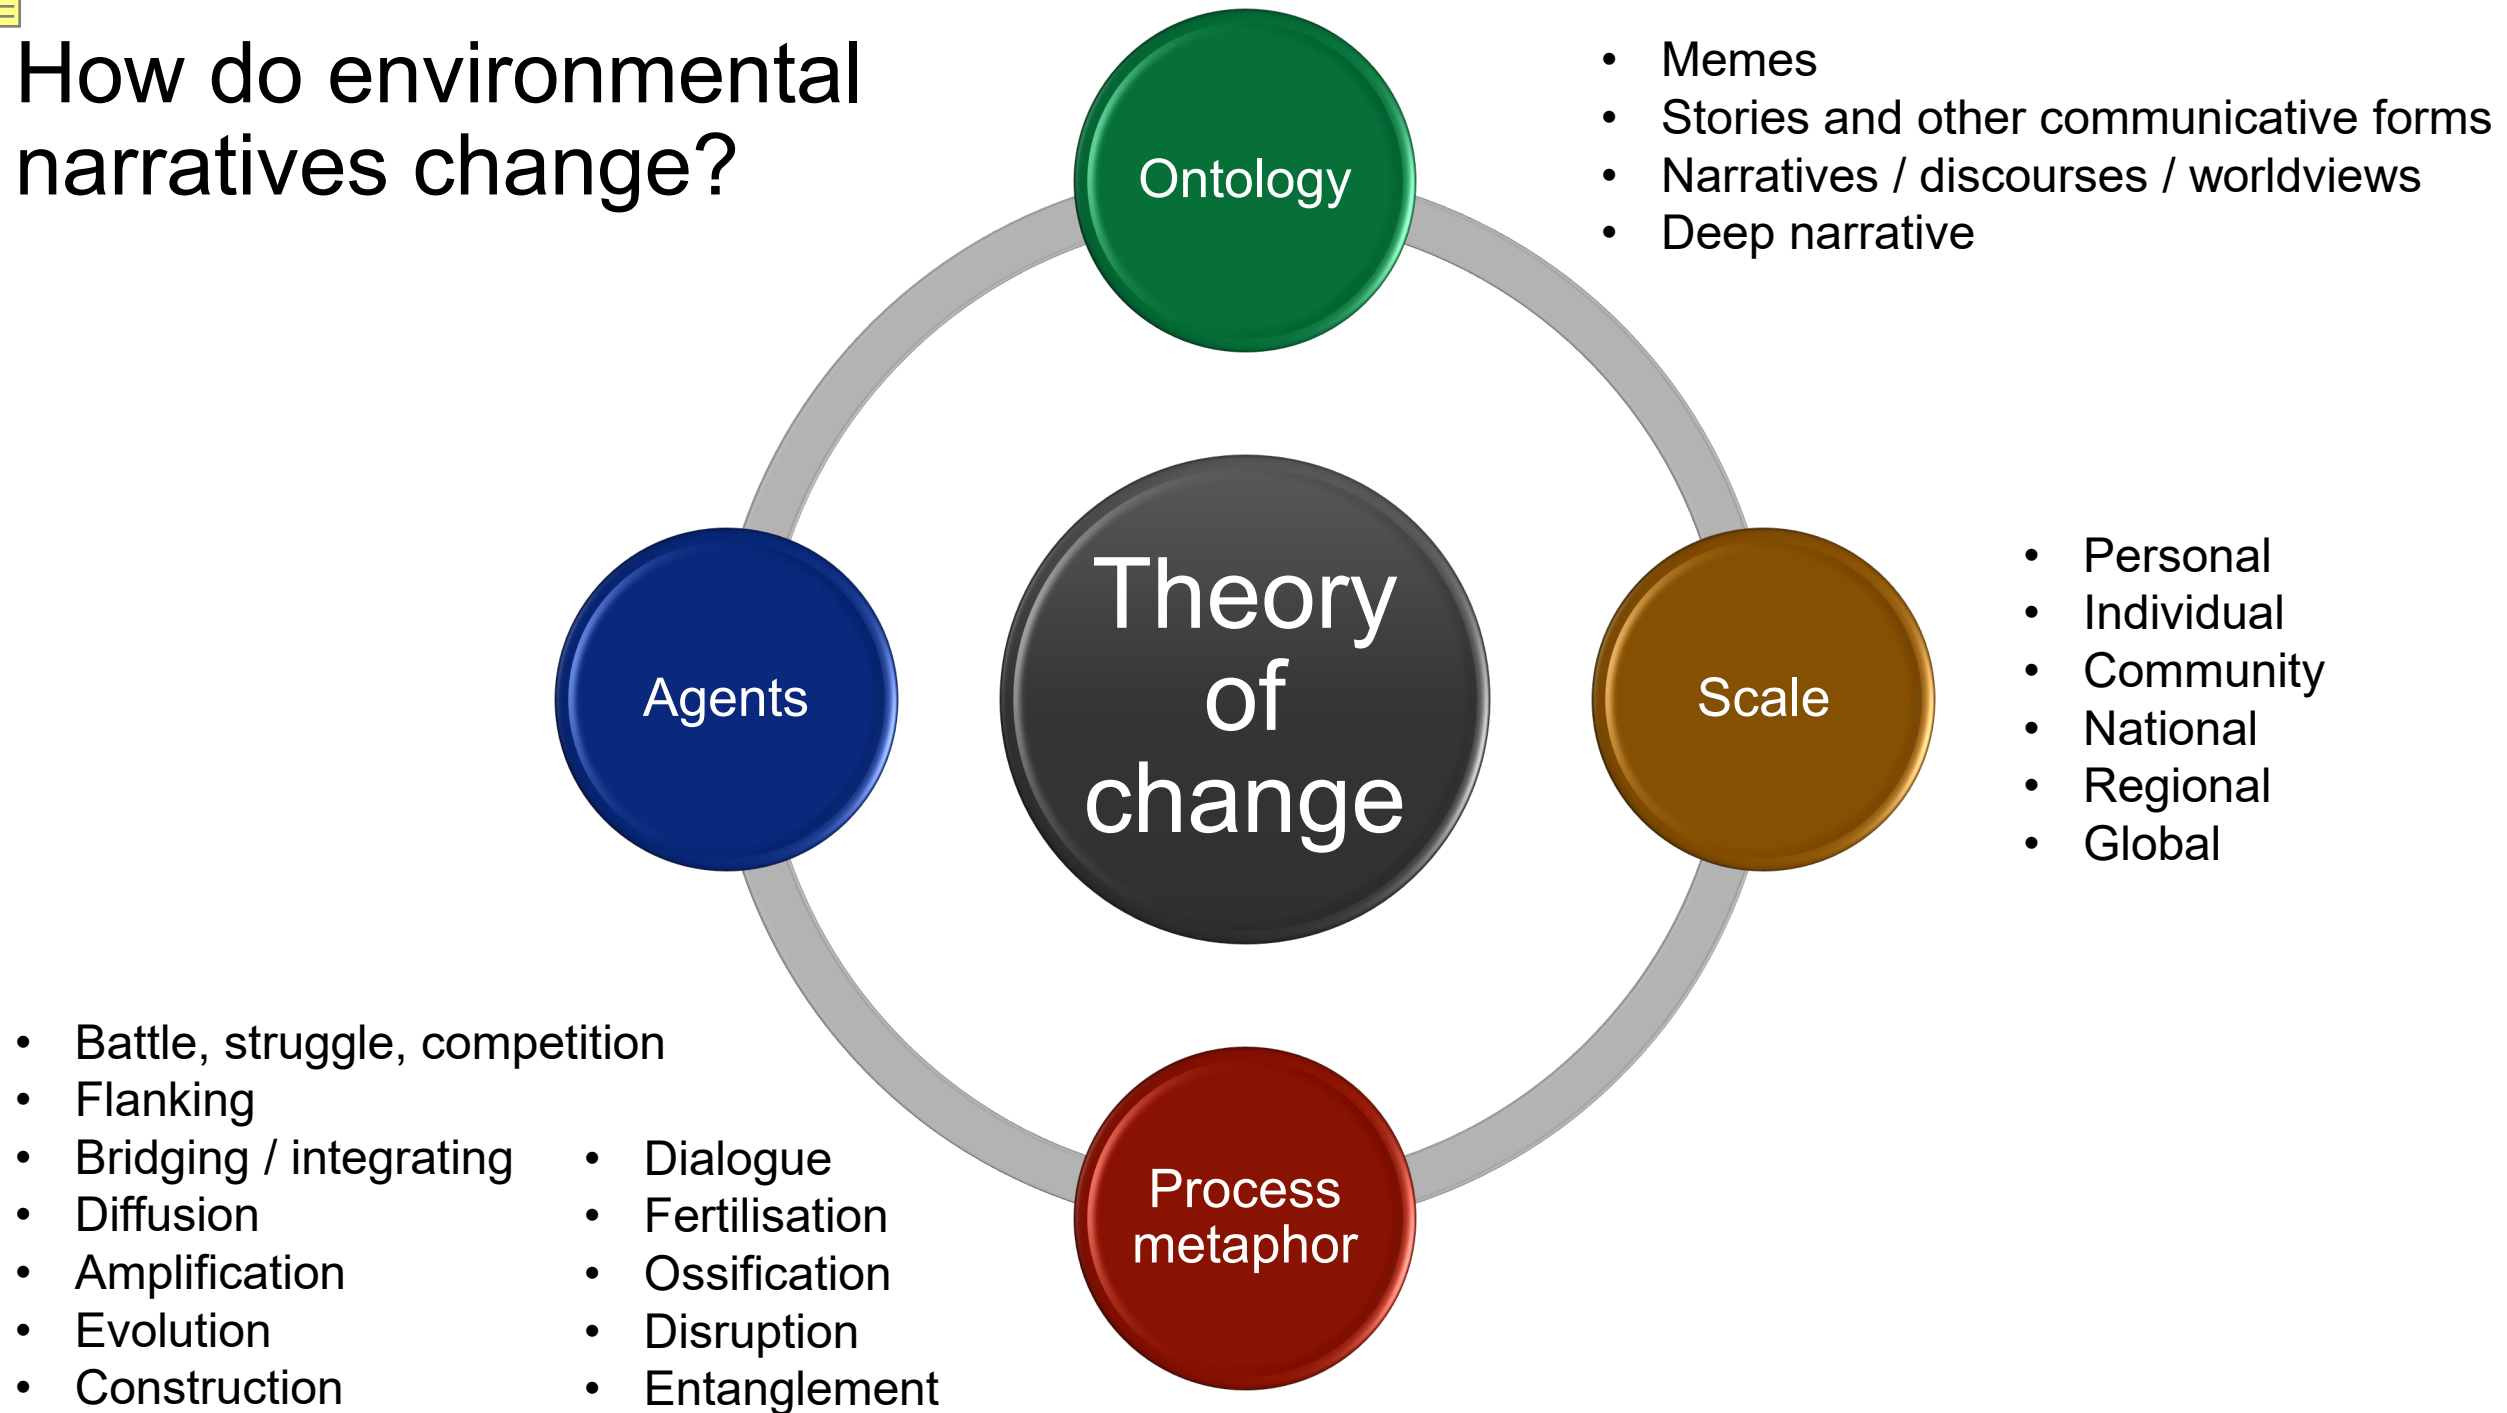 How do environmental
narratives change?
Ontology
• Memes
• Stories and other communicative forms
• Narratives / discourses / worldviews
• Deep narrative
Agents
Theory
of
change
Scale
• Personal
• Individual
• Community
• National
• Regional
• Global
Process
metaphor
• Battle, struggle, competition
• Flanking
• Bridging / integrating
• Diffusion
• Amplification
• Evolution
• Construction
• Dialogue
• Fertilisation
• Ossification
• Disruption
• Entanglement